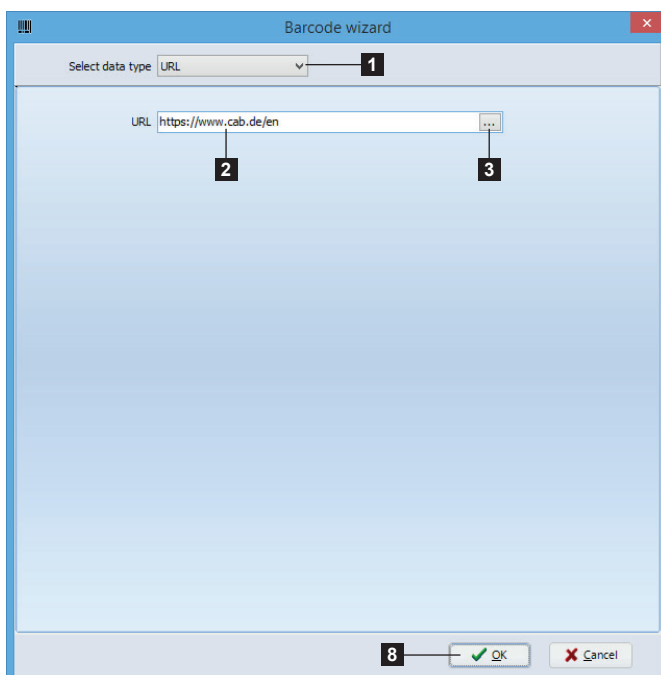 Barcode wizard
Select data type URL 1
URL https://www.cab.de/en ...
2 3
8 OK Cancel